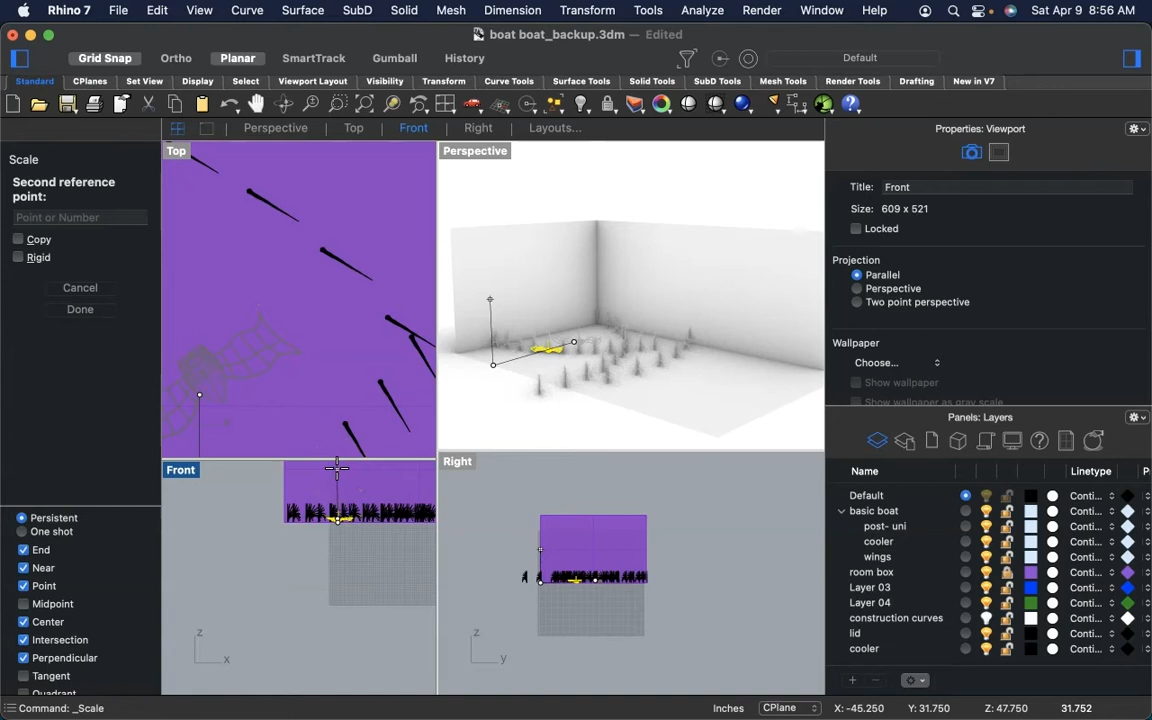 Rhino 7 File Edit View Curve Surface SubD Solid Mesh Dimension Transform Tools Analyze Render Window Help Sat Apr 9 8:56 AM
boat boat_backup.3dm — Edited
Grid Snap Ortho Planar SmartTrack Gumball History Default
Standard CPlanes Set View Display Select Viewport Layout Visibility Transform Curve Tools Surface Tools Solid Tools SubD Tools Mesh Tools Render Tools Drafting New in V7
Perspective Top Front Right Layouts...
Properties: Viewport
Top
Perspective
Scale
Second reference
point:
Point or Number
Copy
Rigid
Cancel
Done
Title: Front
Size: 609 x 521
Locked
Projection
Parallel
Perspective
Two point perspective
Wallpaper
Choose...
Show wallpaper
Show wallpaper as gray scale
Panels: Layers
Front
Right
Name Linetype P
Default Conti...
basic boat Conti...
post- uni Conti...
cooler Conti...
wings Conti...
room box Conti...
Layer 03 Conti...
Layer 04 Conti...
construction curves Conti...
lid Conti...
cooler Conti...
Persistent
One shot
End
Near
Point
Midpoint
Center
Intersection
Perpendicular
Tangent
Quadrant
z
x
z
y
Command: _Scale
Inches CPlane X: -45.250 Y: 31.750 Z: 47.750 31.752